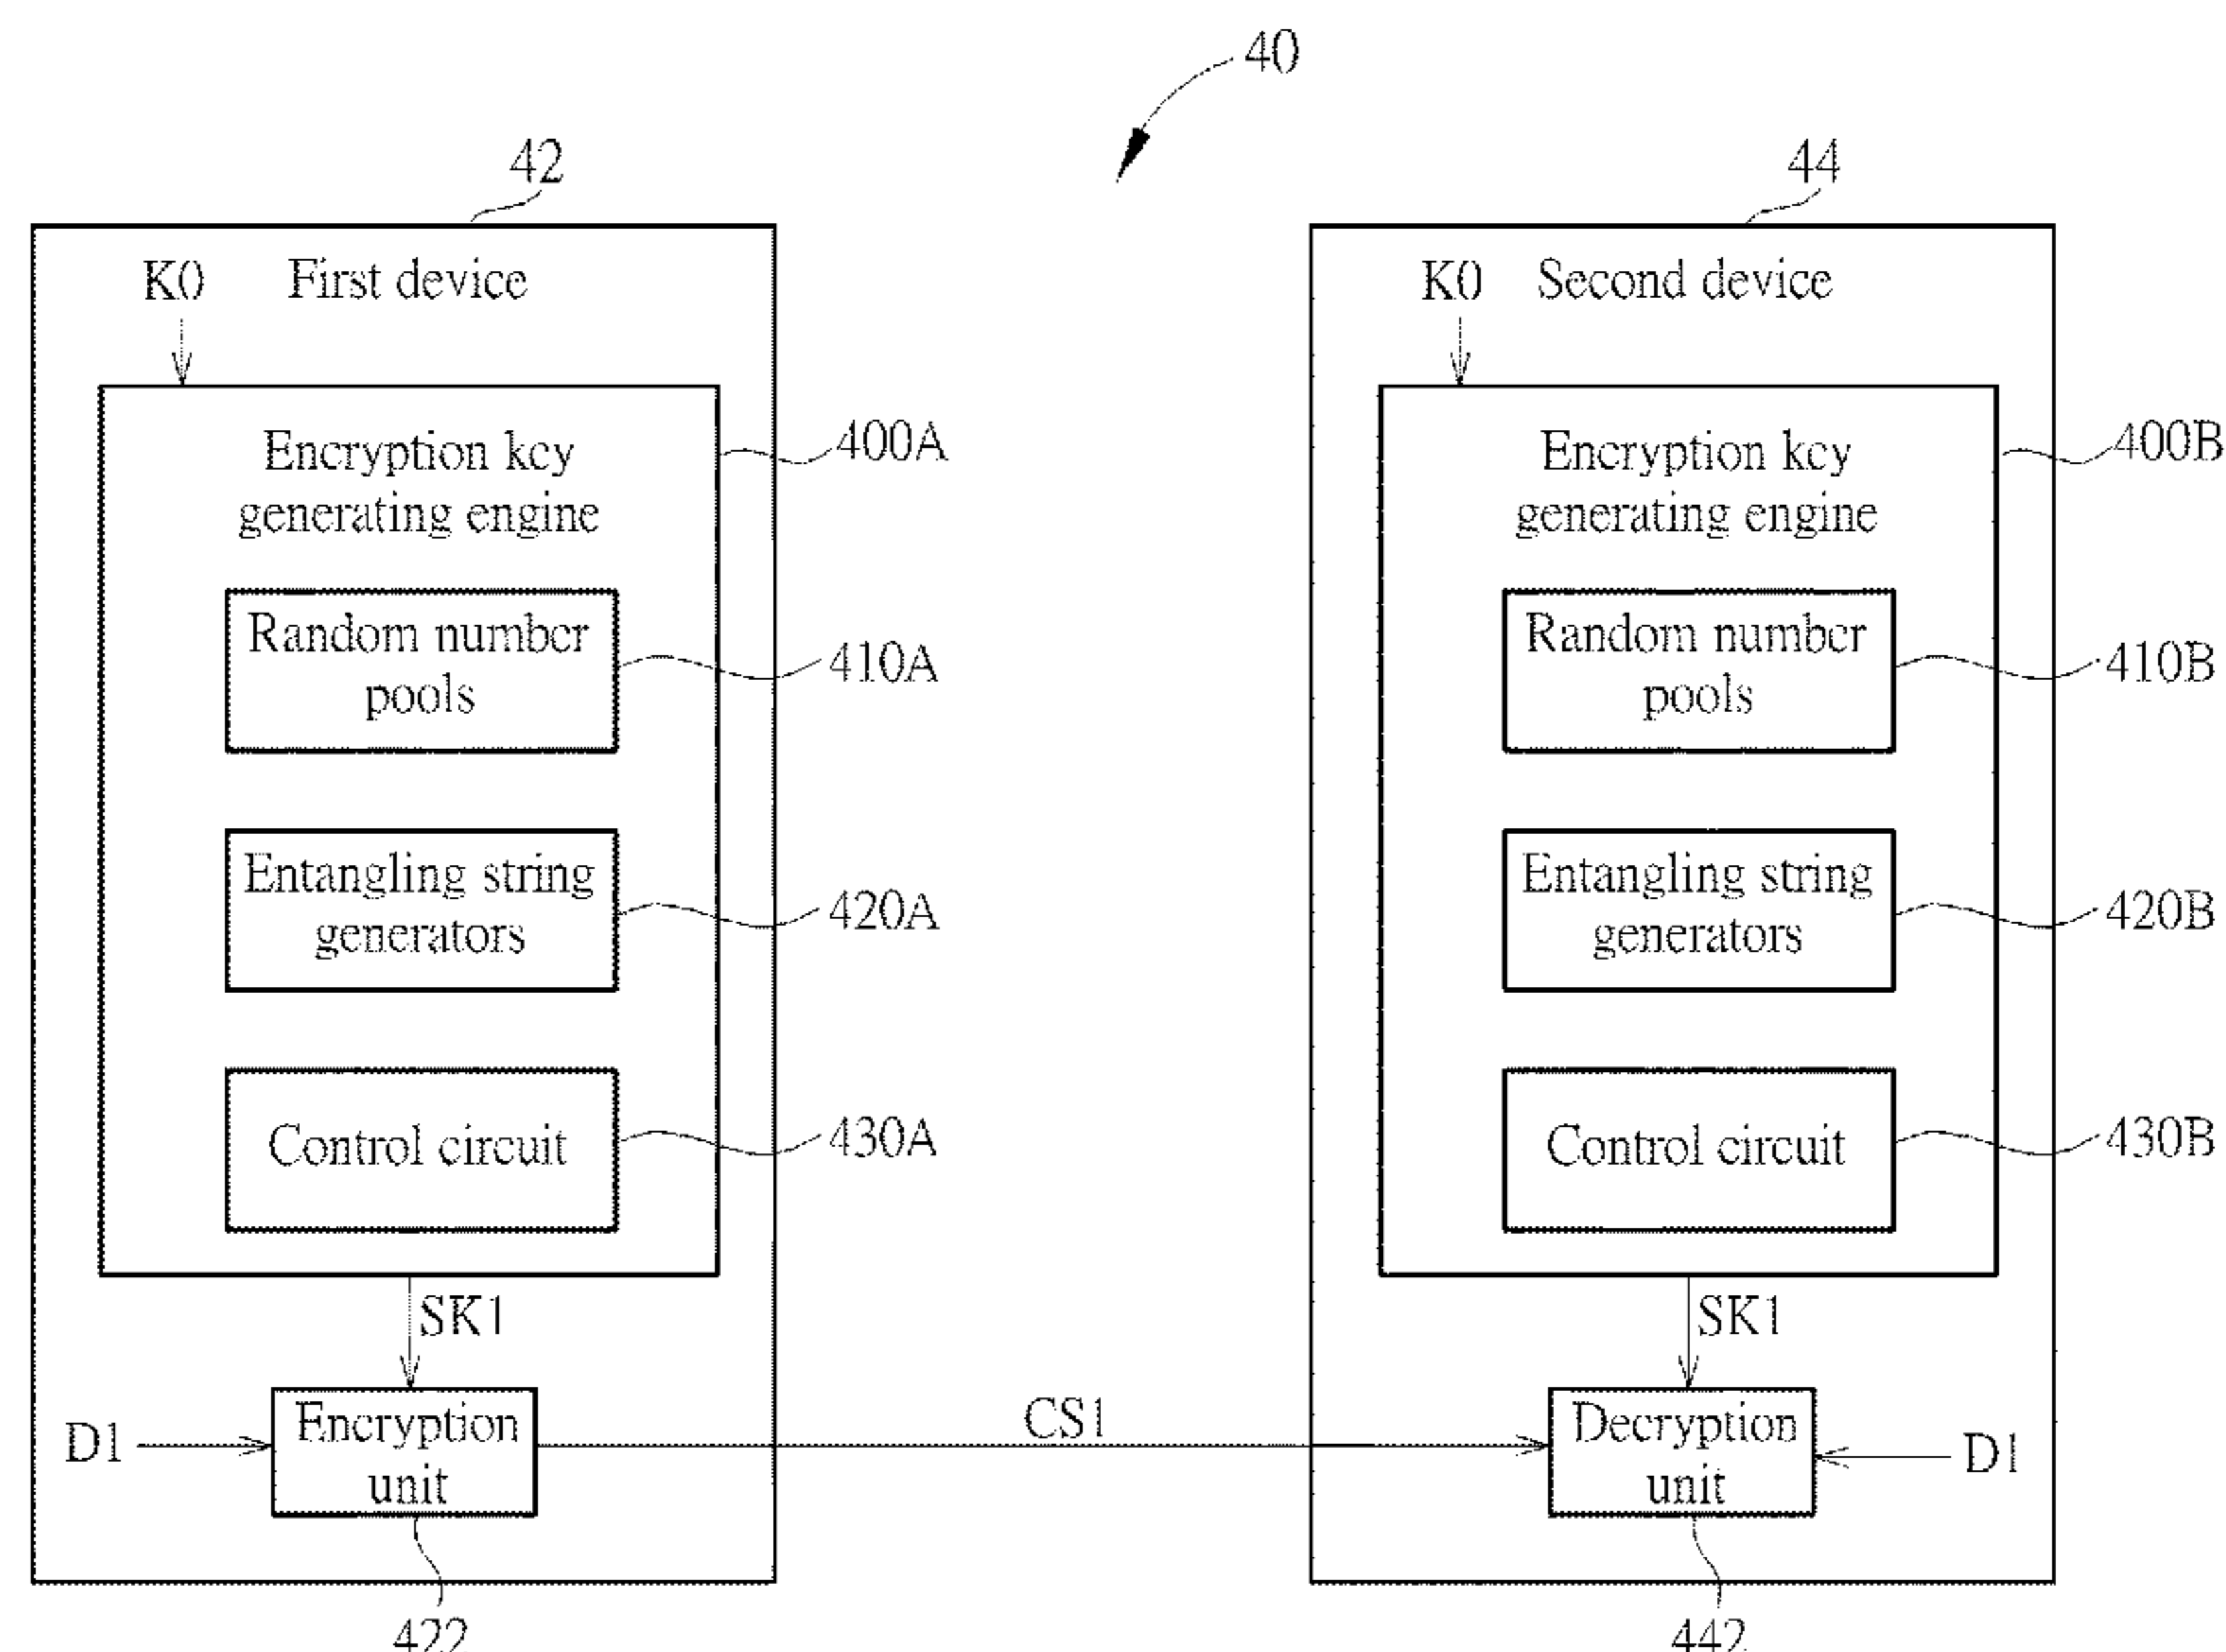 40
42
44
K0
First device
K0
Second device
Encryption key
generating engine
400A
Encryption key
generating engine
400B
Random number
pools
410A
Random number
pools
410B
Entangling string
generators
420A
Entangling string
generators
420B
Control circuit
430A
Control circuit
430B
SK1
SK1
D1
Encryption
unit
CS1
Decryption
unit
D1
422
442